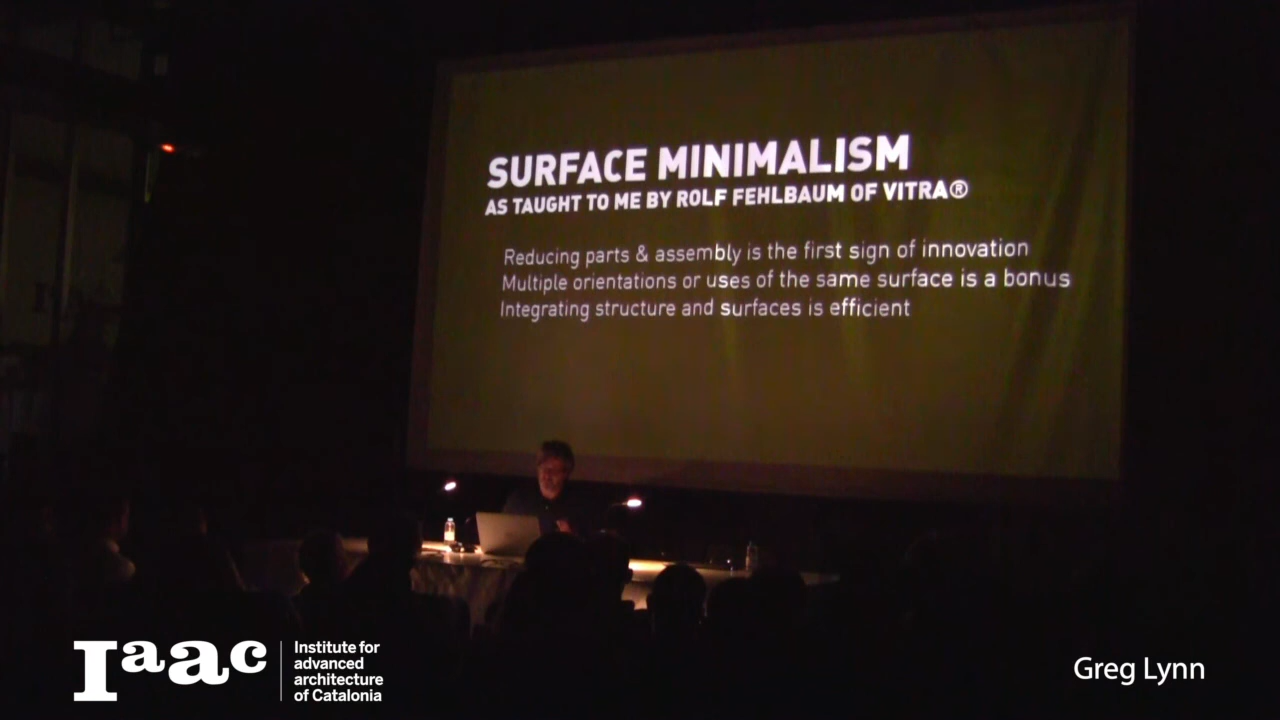 SURFACE MINIMALISM
AS TAUGHT TO ME BY ROLF FEHLBAUM OF VITRA®
Reducing parts & assembly is the first sign of innovation
Multiple orientations or uses of the same surface is a bonus
Integrating structure and surfaces is efficient
Iaac
Institute for
advanced
architecture
of Catalonia
Greg Lynn